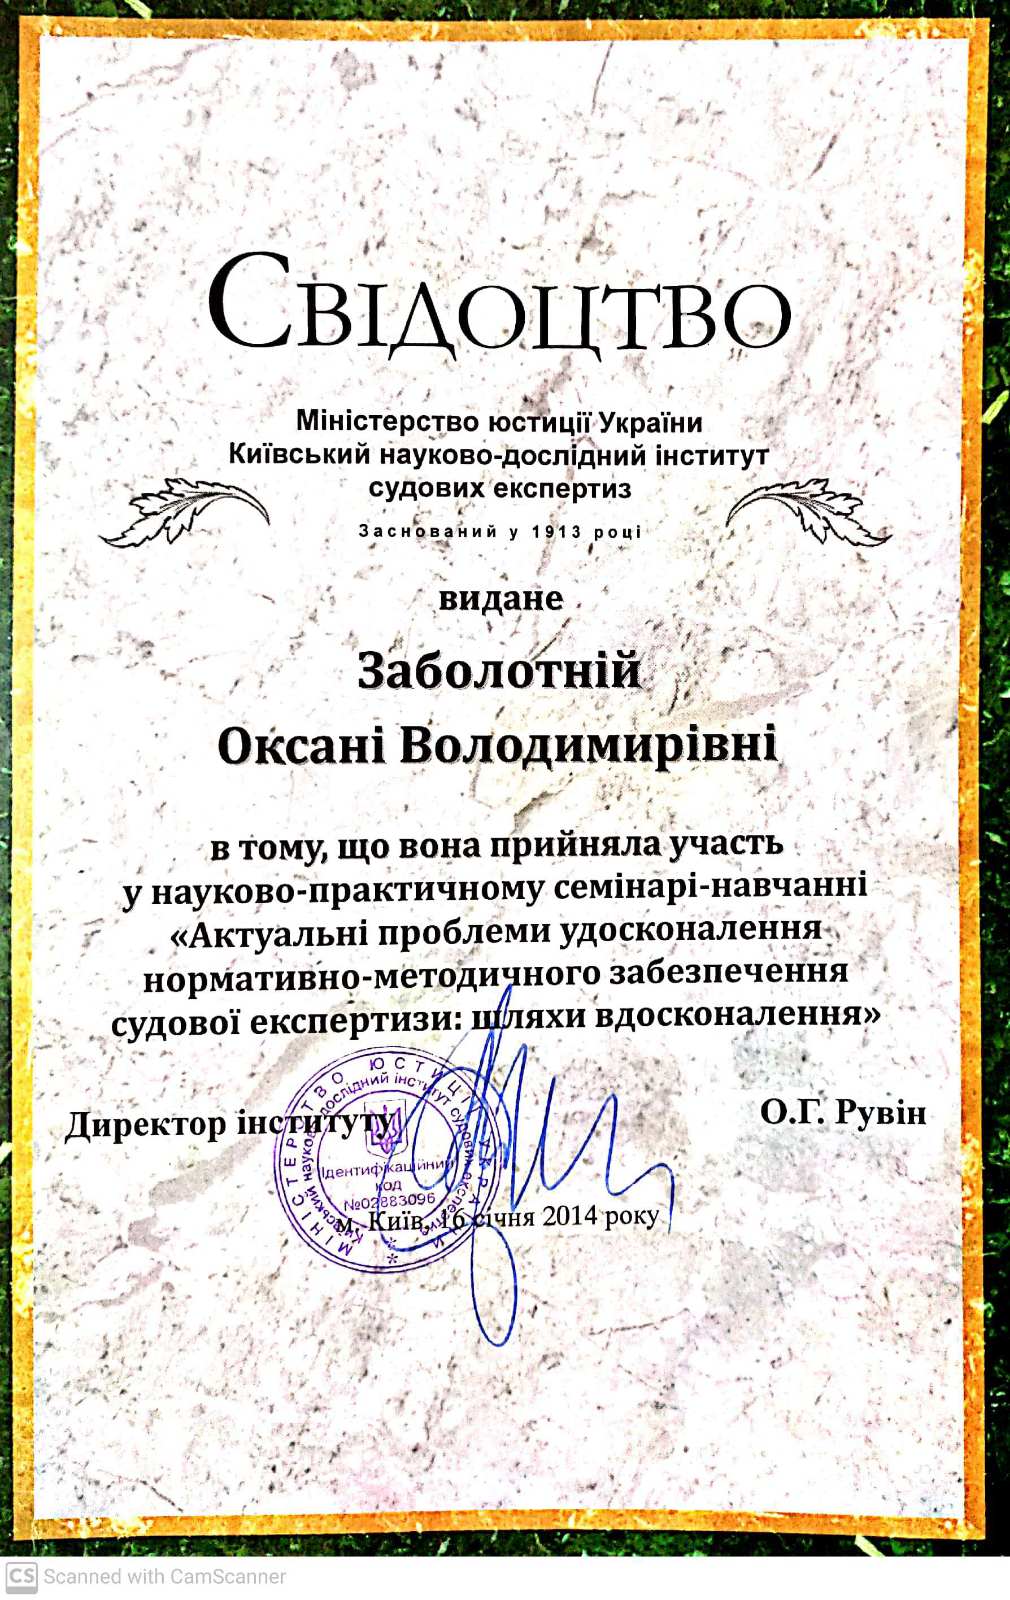 СВІДОЦТВО
Міністерство юстиції України
Київський науково-дослідний інститут
судових експертиз
Заснований у 1913 році
видане
Заболотній
Оксані Володимирівні
в тому, що вона прийняла участь
у науково-практичному семінарі-навчанні
«Актуальні проблеми удосконалення
нормативно-методичного забезпечення
судової експертизи: шляхи вдосконалення»
Директор інституту
О.Г. Рувін
МІНІСТЕРСТВО ЮСТИЦІЇ УКРАЇНИ
Київський науково-дослідний інститут судових експертиз
Ідентифікаційний
код
№02883096
м. Київ, 16 січня 2014 року
CS Scanned with CamScanner